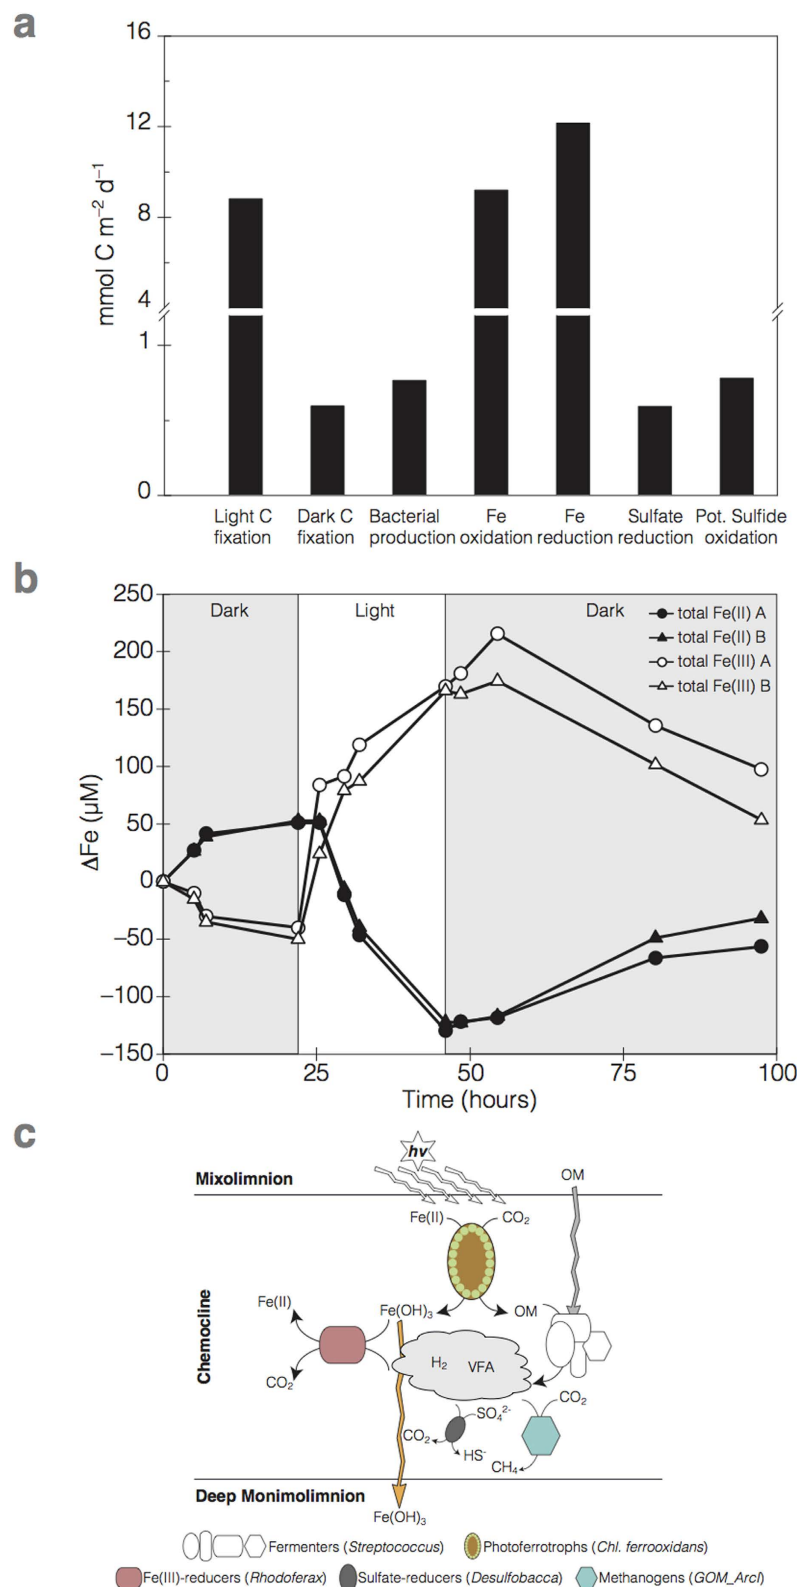 a
16
12
8
4
1
0
mmol C m⁻² d⁻¹
Light C fixation
Dark C fixation
Bacterial production
Fe oxidation
Fe reduction
Sulfate reduction
Pot. Sulfide oxidation
b
250
200
150
100
50
0
−50
−100
−150
ΔFe (µM)
Dark
Light
Dark
total Fe(II) A
total Fe(II) B
total Fe(III) A
total Fe(III) B
0 25 50 75 100
Time (hours)
c
hv
Mixolimnion
OM
Fe(II)
CO₂
Chemocline
Fe(II)
Fe(OH)₃
OM
CO₂
H₂
VFA
CO₂
SO₄²⁻
CO₂
HS⁻
CH₄
Deep Monimolimnion
Fe(OH)₃
Fermenters (Streptococcus)
Photoferrotrophs (Chl. ferrooxidans)
Fe(III)-reducers (Rhodoferax)
Sulfate-reducers (Desulfobacca)
Methanogens (GOM_ArcI)